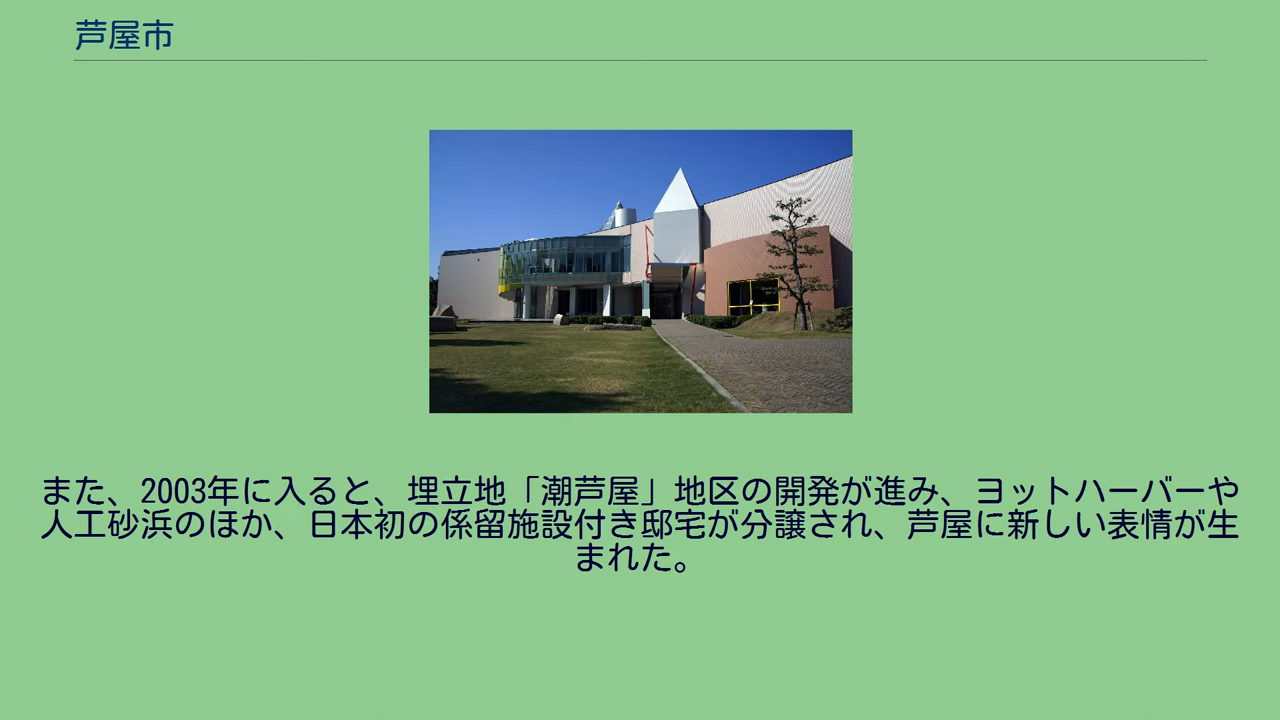 芦屋市
また、2003年に入ると、埋立地「潮芦屋」地区の開発が進み、ヨットハーバーや
人工砂浜のほか、日本初の係留施設付き邸宅が分譲され、芦屋に新しい表情が生
まれた。